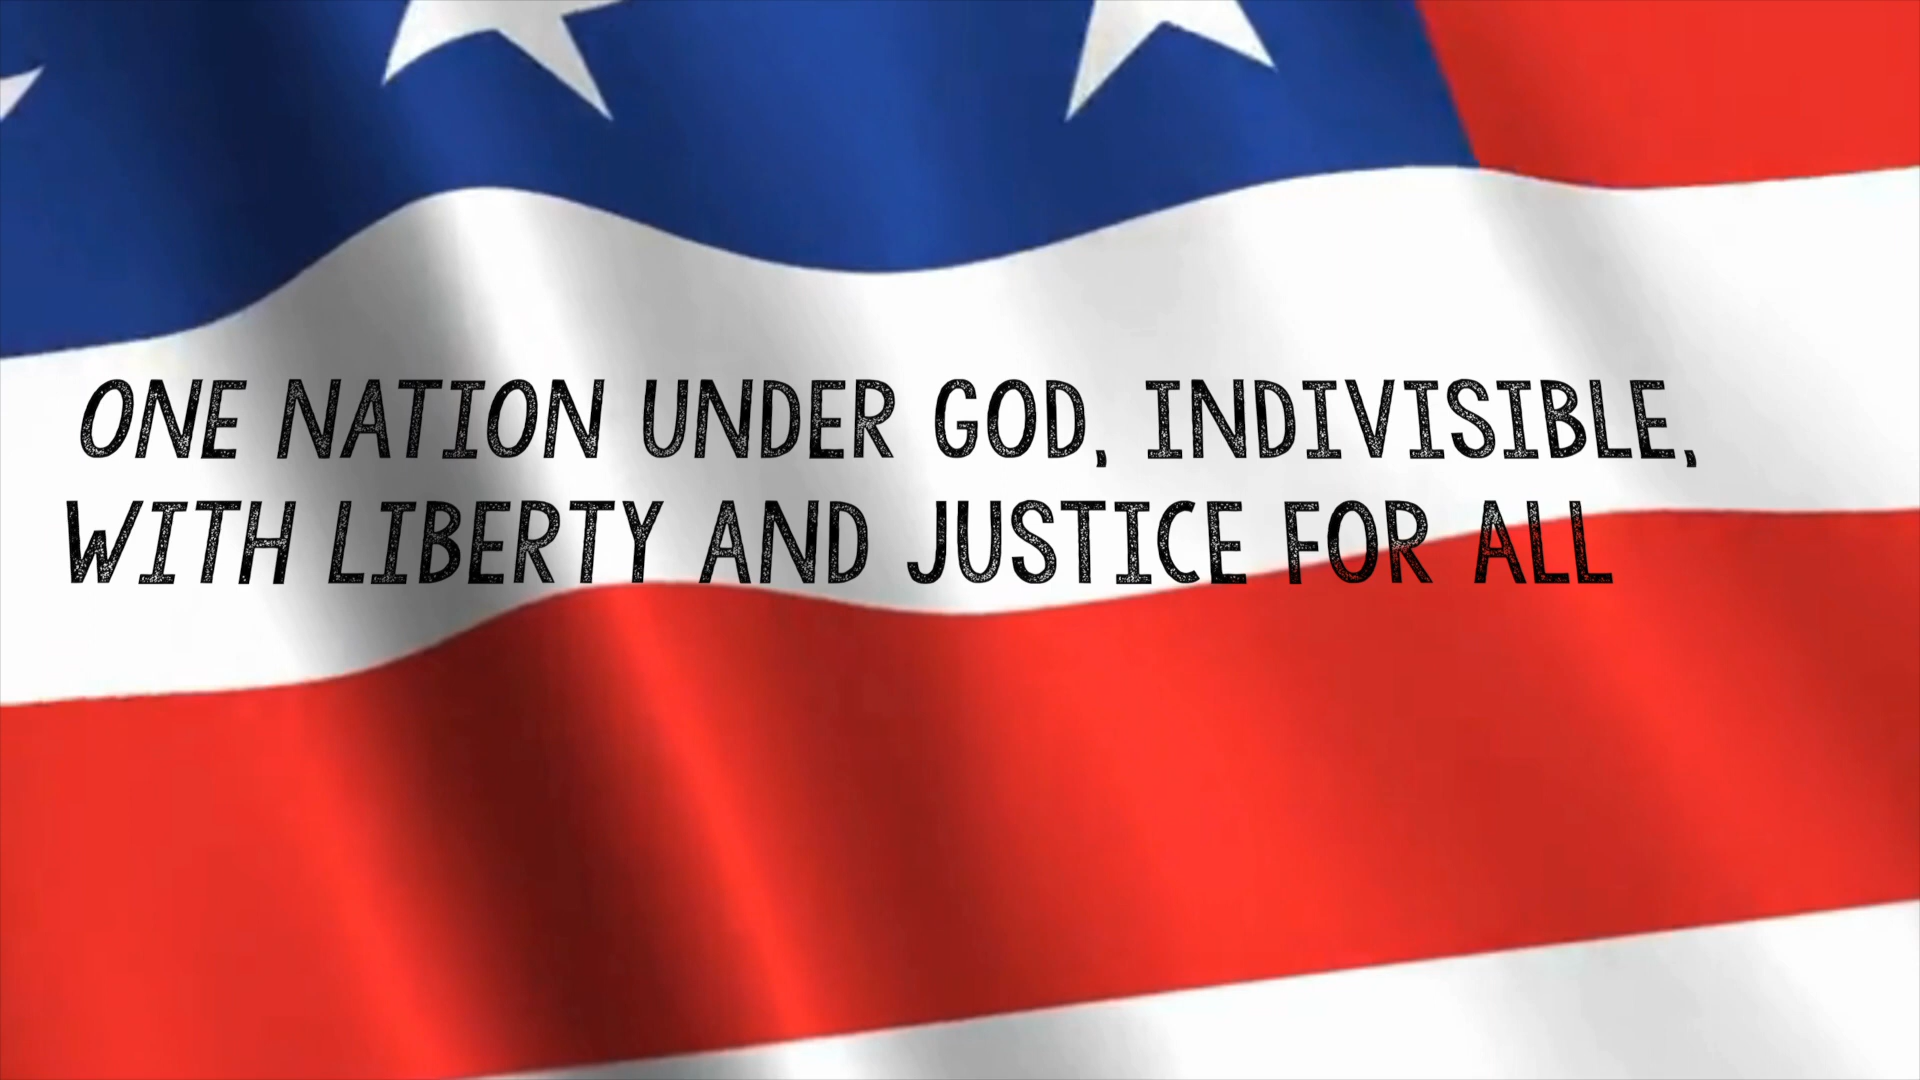 ONE NATION UNDER GOD, INDIVISIBLE,
WITH LIBERTY AND JUSTICE FOR ALL